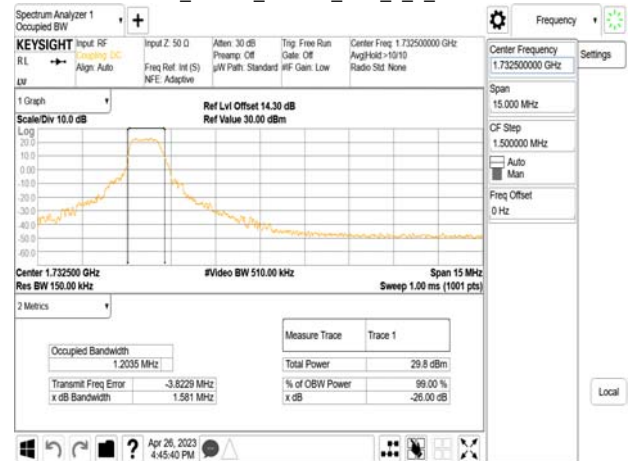 Spectrum Analyzer 1
Occupied BW
Frequency
KEYSIGHT
RL
Input: RF
Coupling: DC
Align: Auto
Input Z: 50 Ω
Freq Ref: Int (S)
NFE: Adaptive
Atten: 30 dB
Preamp: Off
µW Path: Standard
Trig: Free Run
Gate: Off
#IF Gain: Low
Center Freq: 1.732500000 GHz
Avg|Hold:>10/10
Radio Std: None
Center Frequency
1.732500000 GHz
Settings
Span
15.000 MHz
CF Step
1.500000 MHz
Auto
Man
Freq Offset
0 Hz
Local
1 Graph
Scale/Div 10.0 dB
Ref Lvl Offset 14.30 dB
Ref Value 30.00 dBm
Log
20.0
10.0
0.00
-10.0
-20.0
-30.0
-40.0
-50.0
-60.0
Center 1.732500 GHz
#Video BW 510.00 kHz
Span 15 MHz
Res BW 150.00 kHz
Sweep 1.00 ms (1001 pts)
2 Metrics
Measure Trace Trace 1
Occupied Bandwidth
1.2035 MHz
Total Power 29.8 dBm
Transmit Freq Error -3.8229 MHz
% of OBW Power 99.00 %
x dB Bandwidth 1.581 MHz
x dB -26.00 dB
?
Apr 26, 2023
4:45:40 PM